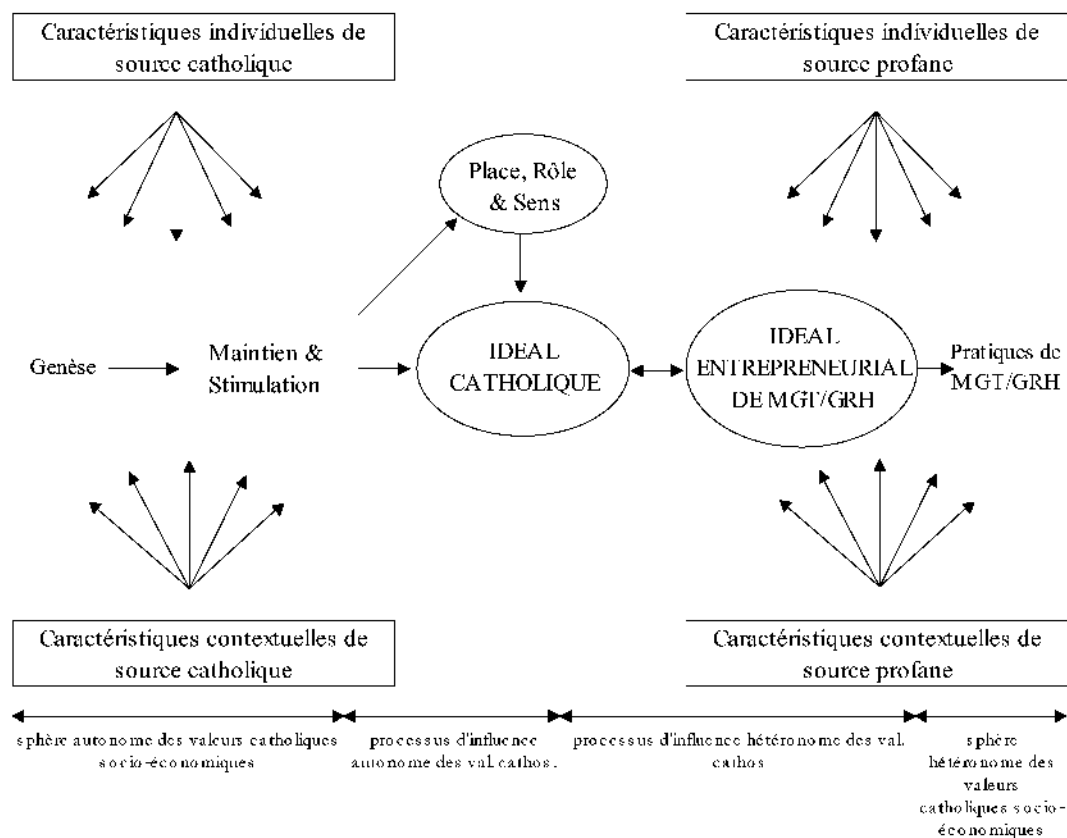 Caractéristiques individuelles de
source catholique
Caractéristiques individuelles de
source profane
Place, Rôle
& Sens
Genèse
Maintien &
Stimulation
IDEAL
CATHOLIQUE
IDEAL
ENTREPRENEURIAL
DE MGT/GRH
Pratiques de
MGT/GRH
Caractéristiques contextuelles de
source catholique
Caractéristiques contextuelles de
source profane
sphère autonome des valeurs catholiques
socio-économiques
processus d'influence
autonome des val. cathos.
processus d'influence hétéronome des val.
cathos
sphère
hétéronome des
valeurs
catholiques socio-
économiques